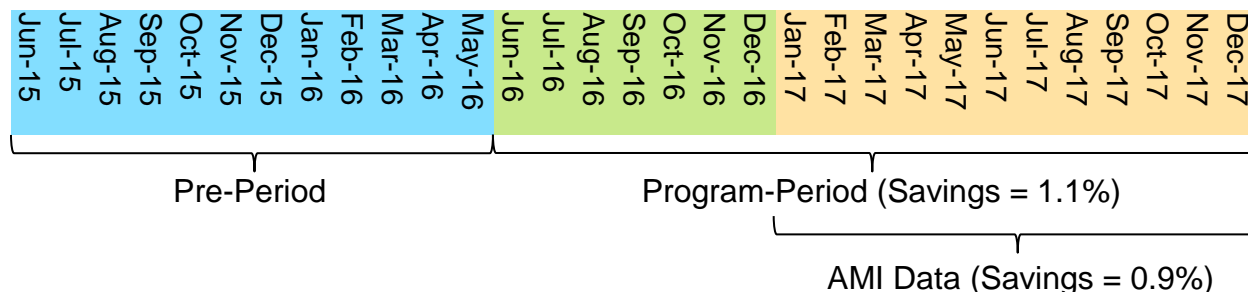 Jun-15
Jul-15
Aug-15
Sep-15
Oct-15
Nov-15
Dec-15
Jan-16
Feb-16
Mar-16
Apr-16
May-16
Jun-16
Jul-16
Aug-16
Sep-16
Oct-16
Nov-16
Dec-16
Jan-17
Feb-17
Mar-17
Apr-17
May-17
Jun-17
Jul-17
Aug-17
Sep-17
Oct-17
Nov-17
Dec-17
Pre-Period
Program-Period (Savings = 1.1%)
AMI Data (Savings = 0.9%)